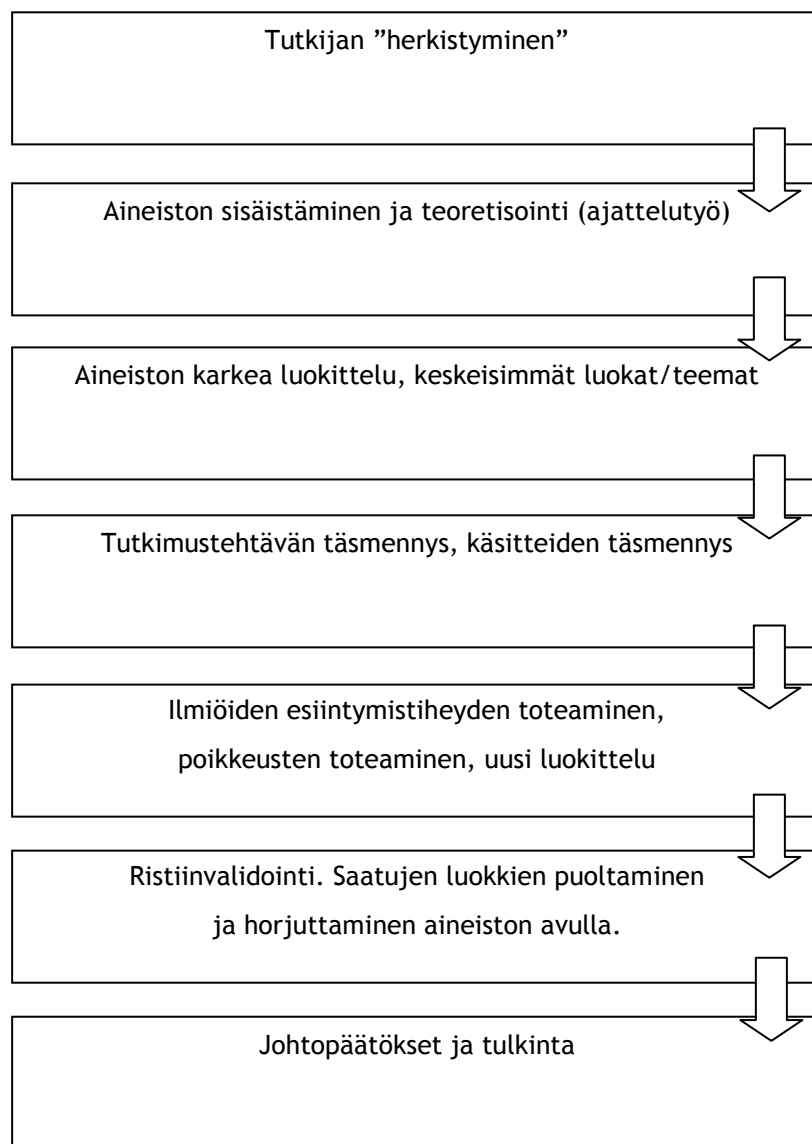 Tutkijan ”herkistyminen”
Aineiston sisäistäminen ja teoretisointi (ajattelutyö)
Aineiston karkea luokittelu, keskeisimmät luokat/teemat
Tutkimustehtävän täsmennys, käsitteiden täsmennys
Ilmiöiden esiintymistiheyden toteaminen,
poikkeusten toteaminen, uusi luokittelu
Ristiinvalidointi. Saatujen luokkien puoltaminen
ja horjuttaminen aineiston avulla.
Johtopäätökset ja tulkinta